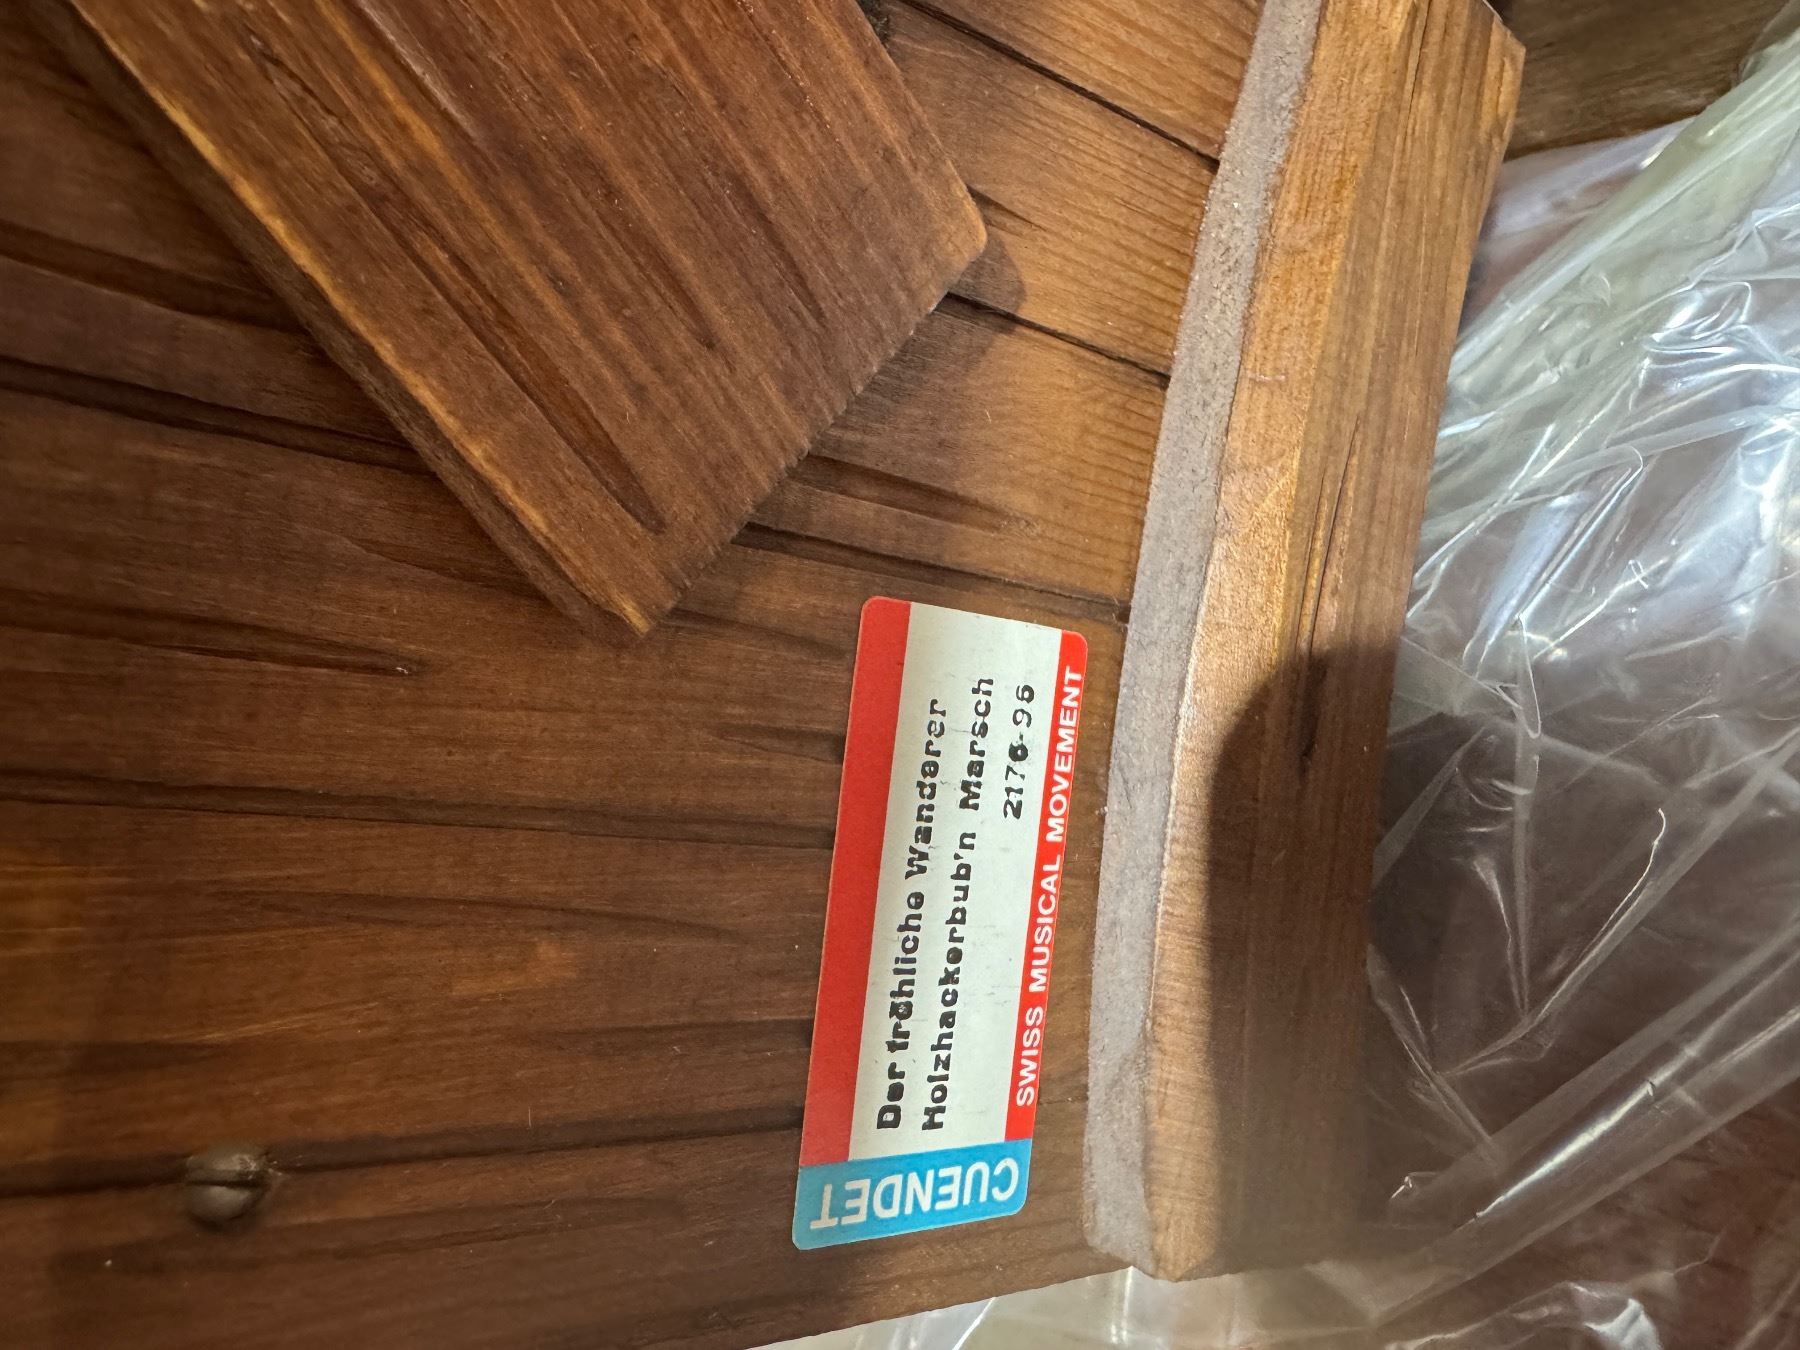 CUENDET
Der fröhliche Wanderer
Holzhackerbub'n Marsch
2176-96
SWISS MUSICAL MOVEMENT